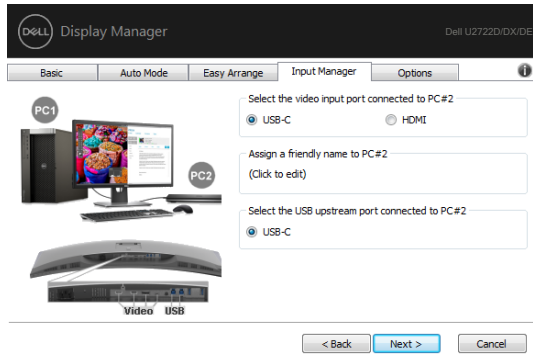 DELL Display Manager
Dell U2722D/DX/DE
Basic Auto Mode Easy Arrange Input Manager Options
PC1
PC2
Video USB
Select the video input port connected to PC#2
USB-C HDMI
Assign a friendly name to PC#2
(Click to edit)
Select the USB upstream port connected to PC#2
USB-C
< Back Next > Cancel